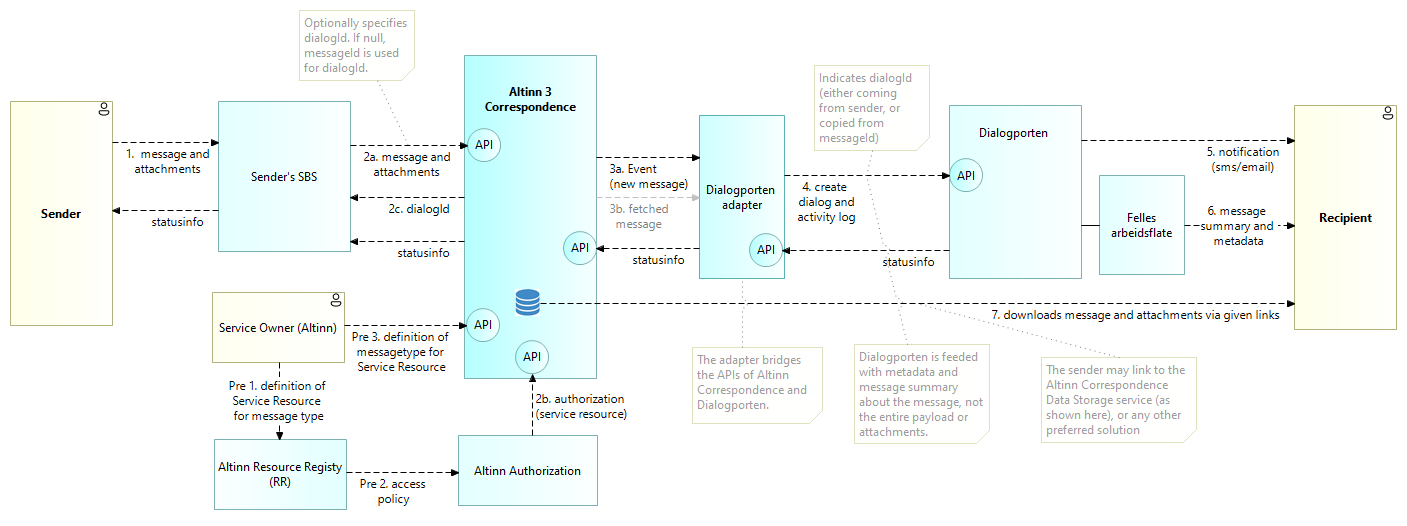 Optionally specifies
dialogId. If null,
messageId is used
for dialogId.
Indicates dialogId
(either coming
from sender, or
copied from
messageId)
Sender
1.  message and
attachments
statusinfo
Sender's SBS
2a. message and
attachments
2c. dialogId
statusinfo
Altinn 3
Correspondence
API
API
API
API
3a. Event
(new message)
3b. fetched
message
statusinfo
Dialogporten
adapter
API
4. create
dialog and
activity log
statusinfo
Dialogporten
API
Felles
arbeidsflate
5. notification
(sms/email)
6. message
summary and
metadata
7. downloads message and attachments via given links
Recipient
Service Owner (Altinn)
Pre 3. definition of
messagetype for
Service Resource
Pre 1. definition of
Service Resource
for message type
Altinn Resource Registy
(RR)
Pre 2. access
policy
Altinn Authorization
2b. authorization
(service resource)
The adapter bridges
the APIs of Altinn
Correspondence and
Dialogporten.
Dialogporten is feeded
with metadata and
message summary
about the message, not
the entire payload or
attachments.
The sender may link to the
Altinn Correspondence
Data Storage service (as
shown here), or any other
preferred solution